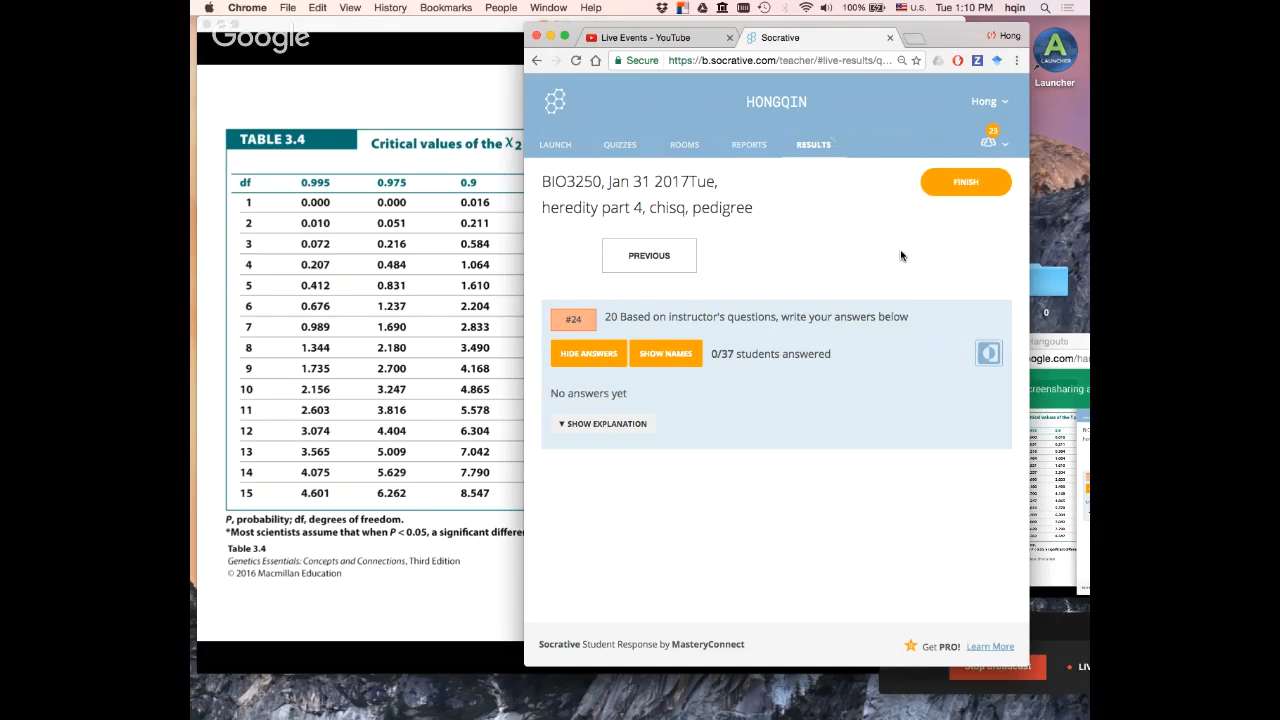 Chrome File Edit View History Bookmarks People Window Help 100% U.S. Tue 1:10 PM hqin
Google
Live Events - YouTube
Socrative
Hong
Secure https://b.socrative.com/teacher/#live-results/q...
A
LAUNCHER
Launcher
HONGQIN
Hong
23
LAUNCH QUIZZES ROOMS REPORTS RESULTS
BIO3250, Jan 31 2017Tue,
heredity part 4, chisq, pedigree
FINISH
PREVIOUS
#24
20 Based on instructor's questions, write your answers below
HIDE ANSWERS
SHOW NAMES
0/37 students answered
No answers yet
▼ SHOW EXPLANATION
Socrative Student Response by MasteryConnect
Get PRO! Learn More
TABLE 3.4 Critical values of the χ2
df 0.995 0.975 0.9
1 0.000 0.000 0.016
2 0.010 0.051 0.211
3 0.072 0.216 0.584
4 0.207 0.484 1.064
5 0.412 0.831 1.610
6 0.676 1.237 2.204
7 0.989 1.690 2.833
8 1.344 2.180 3.490
9 1.735 2.700 4.168
10 2.156 3.247 4.865
11 2.603 3.816 5.578
12 3.074 4.404 6.304
13 3.565 5.009 7.042
14 4.075 5.629 7.790
15 4.601 6.262 8.547
P, probability; df, degrees of freedom.
*Most scientists assume that when P < 0.05, a significant differe
Table 3.4
Genetics Essentials: Concepts and Connections, Third Edition
© 2016 Macmillan Education
0
Hangouts
ogle.com/ha
creensharing a
Stop broadcast
LIV